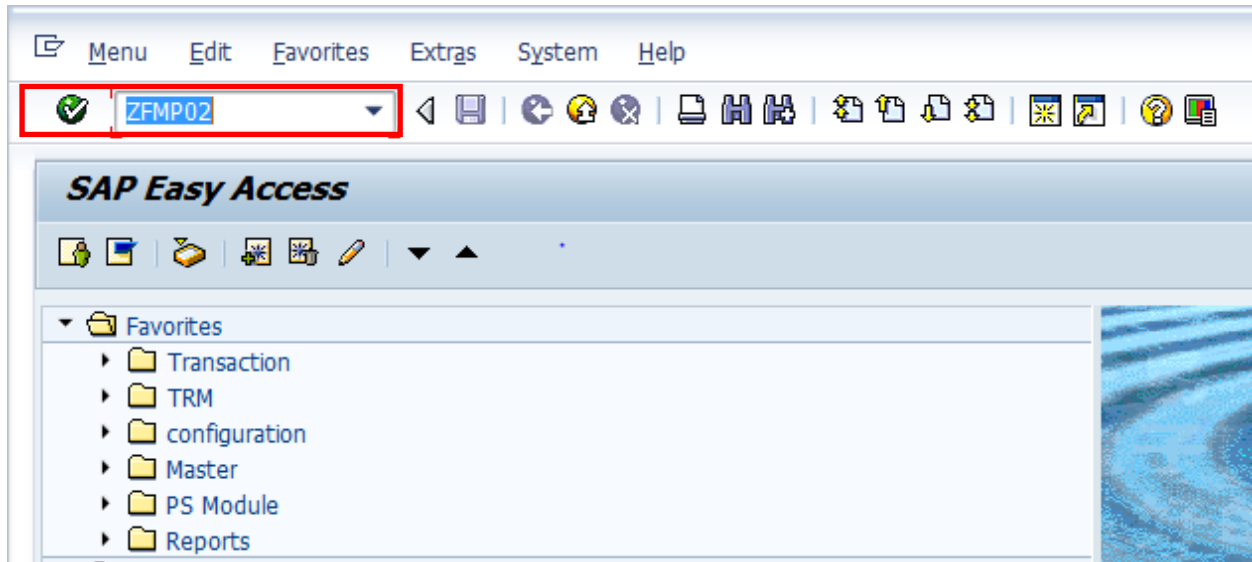 Menu Edit Favorites Extras System Help
ZFMP02
SAP Easy Access
Favorites
Transaction
TRM
configuration
Master
PS Module
Reports